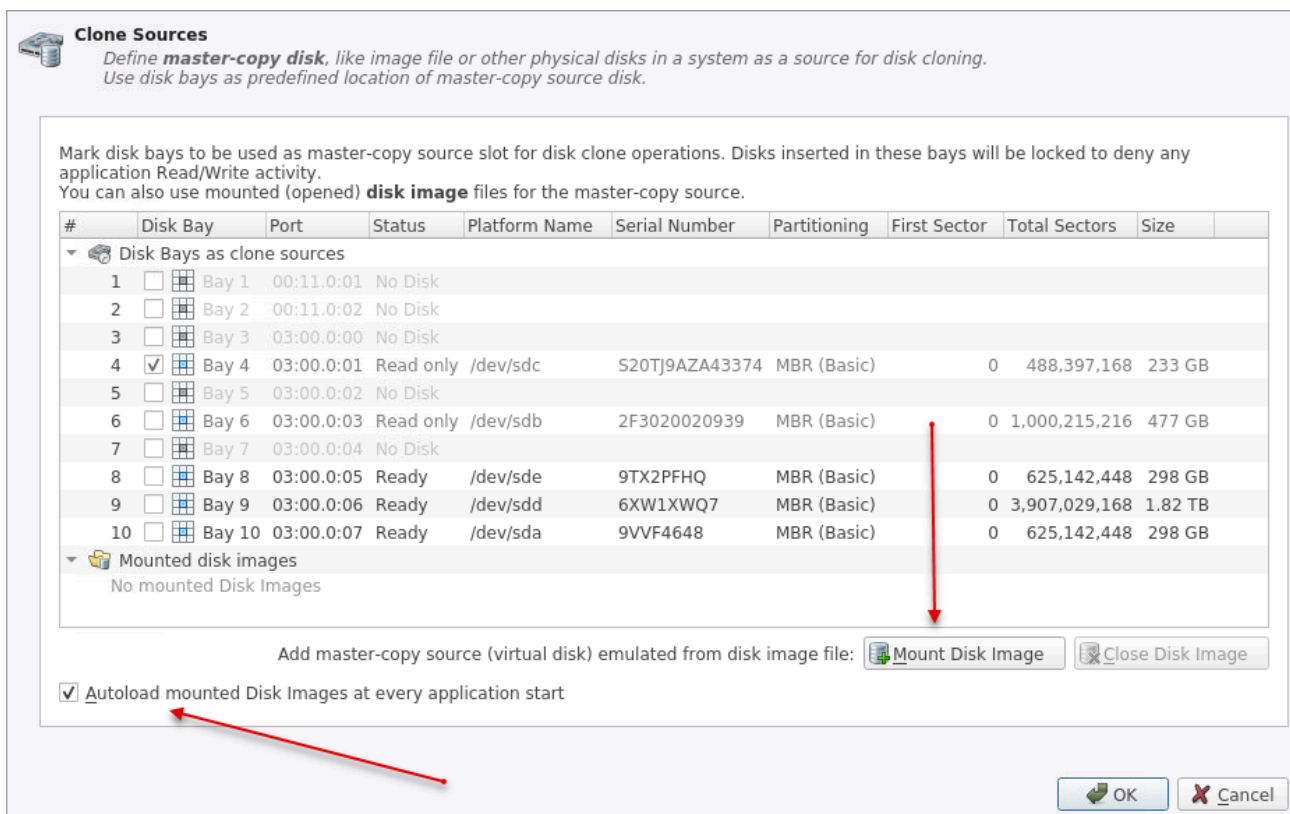 Clone Sources
Define master-copy disk, like image file or other physical disks in a system as a source for disk cloning.
Use disk bays as predefined location of master-copy source disk.
Mark disk bays to be used as master-copy source slot for disk clone operations. Disks inserted in these bays will be locked to deny any
application Read/Write activity.
You can also use mounted (opened) disk image files for the master-copy source.
# Disk Bay Port Status Platform Name Serial Number Partitioning First Sector Total Sectors Size
Disk Bays as clone sources
1 Bay 1 00:11.0:01 No Disk
2 Bay 2 00:11.0:02 No Disk
3 Bay 3 03:00.0:00 No Disk
4 Bay 4 03:00.0:01 Read only /dev/sdc S20TJ9AZA43374 MBR (Basic) 0 488,397,168 233 GB
5 Bay 5 03:00.0:02 No Disk
6 Bay 6 03:00.0:03 Read only /dev/sdb 2F3020020939 MBR (Basic) 0 1,000,215,216 477 GB
7 Bay 7 03:00.0:04 No Disk
8 Bay 8 03:00.0:05 Ready /dev/sde 9TX2PFHQ MBR (Basic) 0 625,142,448 298 GB
9 Bay 9 03:00.0:06 Ready /dev/sdd 6XW1XWQ7 MBR (Basic) 0 3,907,029,168 1.82 TB
10 Bay 10 03:00.0:07 Ready /dev/sda 9VVF4648 MBR (Basic) 0 625,142,448 298 GB
Mounted disk images
No mounted Disk Images
Add master-copy source (virtual disk) emulated from disk image file: Mount Disk Image Close Disk Image
Autoload mounted Disk Images at every application start
OK Cancel